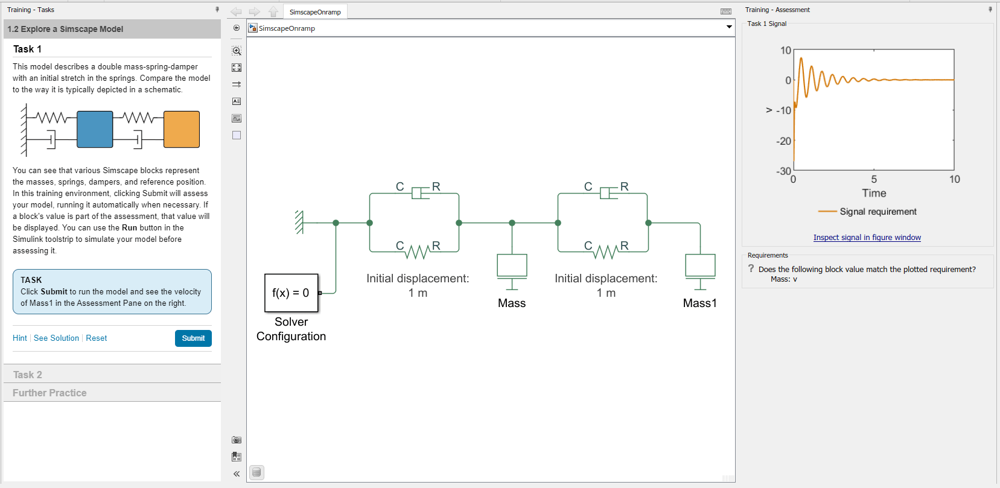 Training - Tasks
1.2 Explore a Simscape Model
Task 1
This model describes a double mass-spring-damper
with an initial stretch in the springs. Compare the model
to the way it is typically depicted in a schematic.
You can see that various Simscape blocks represent
the masses, springs, dampers, and reference position.
In this training environment, clicking Submit will assess
your model, running it automatically when necessary. If
a block's value is part of the assessment, that value will
be displayed. You can use the Run button in the
Simulink toolstrip to simulate your model before
assessing it.
TASK
Click Submit to run the model and see the velocity
of Mass1 in the Assessment Pane on the right.
Hint | See Solution | Reset
Submit
Task 2
Further Practice
SimscapeOnramp
SimscapeOnramp
C R
C R
Initial displacement:
1 m
C R
C R
Initial displacement:
1 m
f(x) = 0
Solver
Configuration
Mass
Mass1
Training - Assessment
Task 1 Signal
10
0
-10
-20
-30
v
0 5 10
Time
Signal requirement
Inspect signal in figure window
Requirements
? Does the following block value match the plotted requirement?
Mass: v